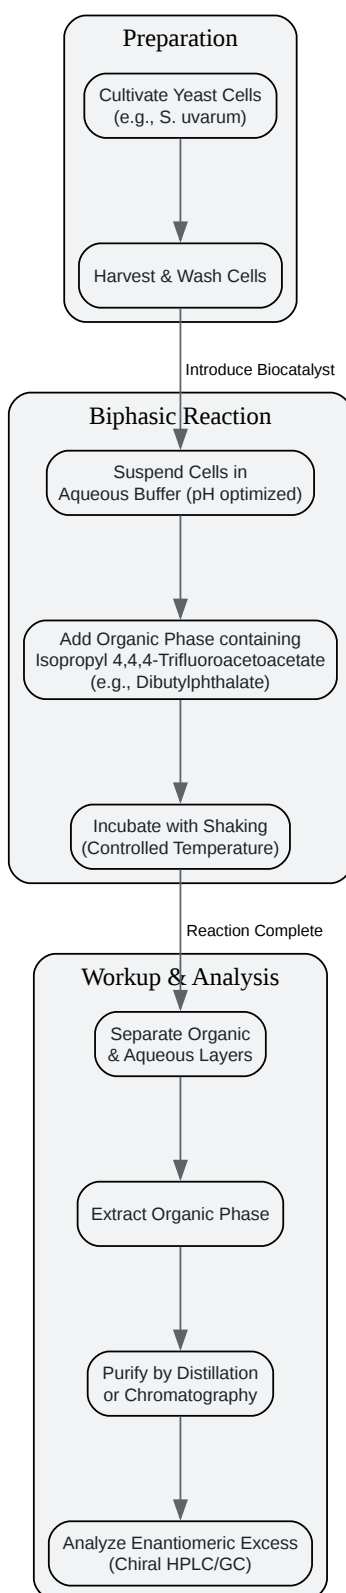 Preparation
Cultivate Yeast Cells
(e.g., S. uvarum)
Harvest & Wash Cells
Introduce Biocatalyst
Biphasic Reaction
Suspend Cells in
Aqueous Buffer (pH optimized)
Add Organic Phase containing
Isopropyl 4,4,4-Trifluoroacetoacetate
(e.g., Dibutylphthalate)
Incubate with Shaking
(Controlled Temperature)
Reaction Complete
Workup & Analysis
Separate Organic
& Aqueous Layers
Extract Organic Phase
Purify by Distillation
or Chromatography
Analyze Enantiomeric Excess
(Chiral HPLC/GC)